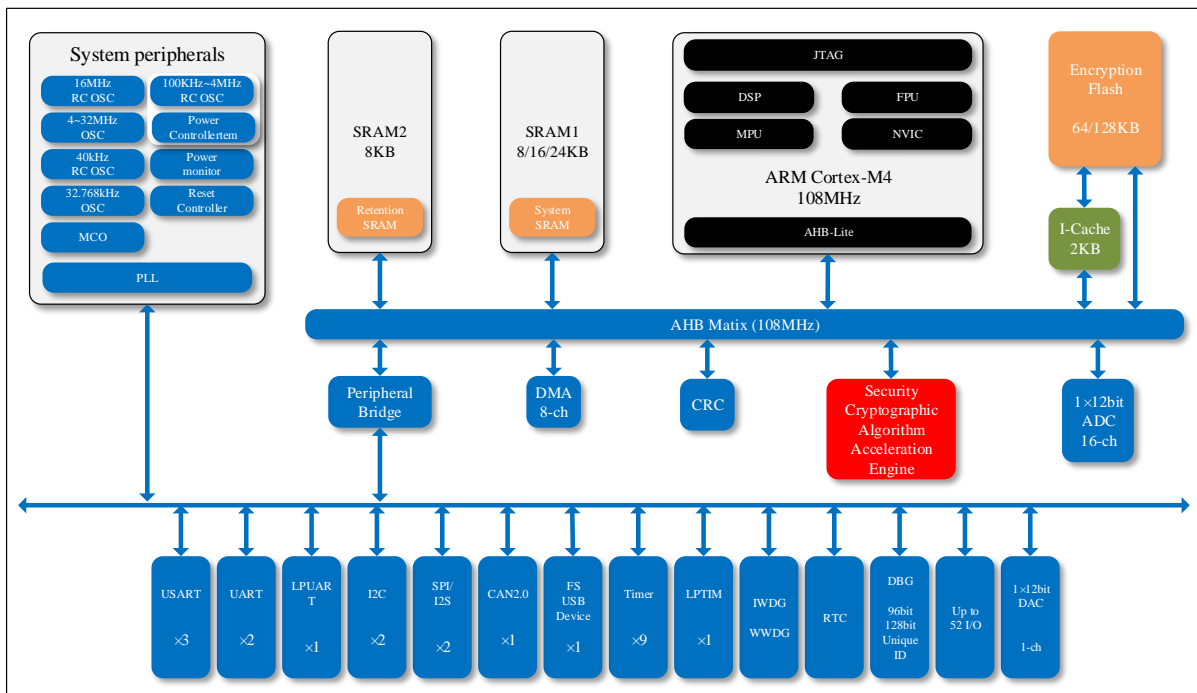 System peripherals
16MHz
RC OSC
100KHz~4MHz
RC OSC
4~32MHz
OSC
Power
Controllertem
40kHz
RC OSC
Power
monitor
32.768kHz
OSC
Reset
Controller
MCO
PLL
SRAM2
8KB
Retention
SRAM
SRAM1
8/16/24KB
System
SRAM
JTAG
DSP
FPU
MPU
NVIC
ARM Cortex-M4
108MHz
AHB-Lite
Encryption
Flash
64/128KB
I-Cache
2KB
AHB Matix (108MHz)
Peripheral
Bridge
DMA
8-ch
CRC
Security
Cryptographic
Algorithm
Acceleration
Engine
1×12bit
ADC
16-ch
USART
×3
UART
×2
LPUAR
T
×1
I2C
×2
SPI/
I2S
×2
CAN2.0
×1
FS
USB
Device
×1
Timer
×9
LPTIM
×1
IWDG
WWDG
RTC
DBG
96bit
128bit
Unique
ID
Up to
52 I/O
1×12bit
DAC
1-ch